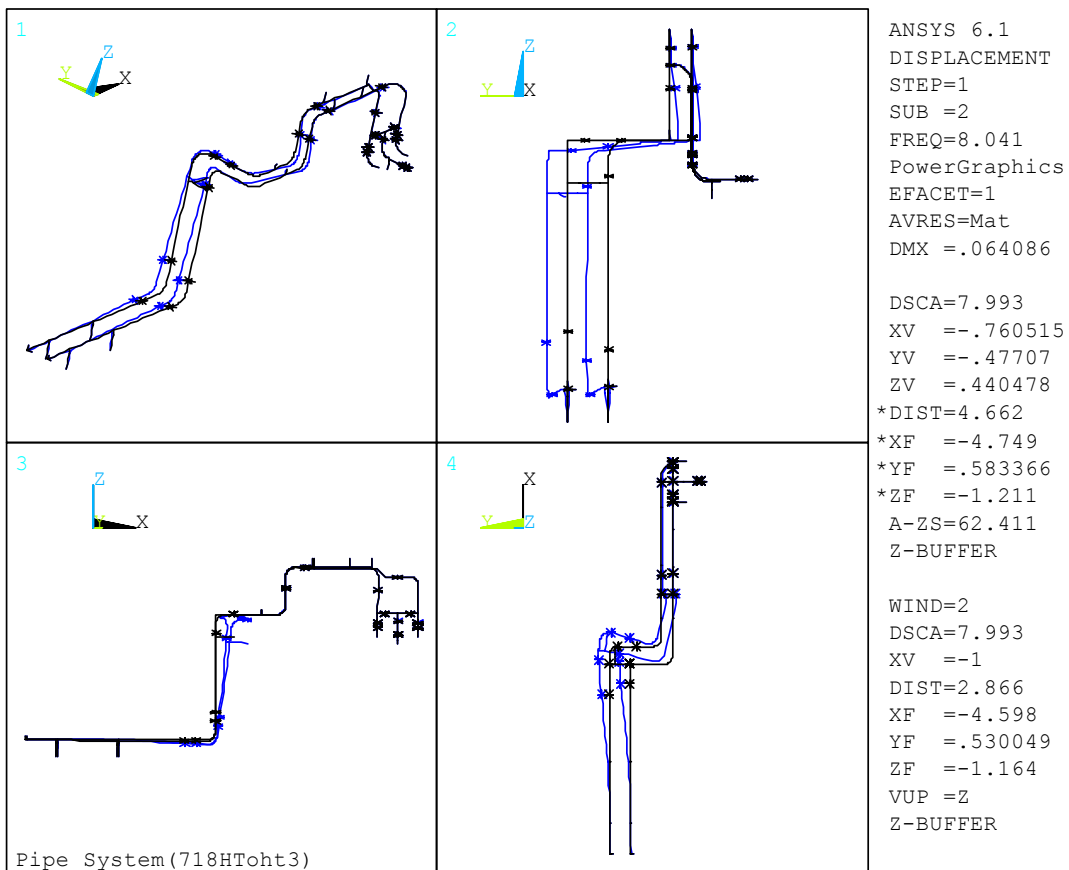 1
Y
Z
X
2
Z
Y
X
3
Z
Y
X
4
X
Y
Z
Pipe System(718HToht3)
ANSYS 6.1
DISPLACEMENT
STEP=1
SUB =2
FREQ=8.041
PowerGraphics
EFACET=1
AVRES=Mat
DMX =.064086
DSCA=7.993
XV =-.760515
YV =-.47707
ZV =.440478
*DIST=4.662
*XF =-4.749
*YF =.583366
*ZF =-1.211
A-ZS=62.411
Z-BUFFER
WIND=2
DSCA=7.993
XV =-1
DIST=2.866
XF =-4.598
YF =.530049
ZF =-1.164
VUP =Z
Z-BUFFER